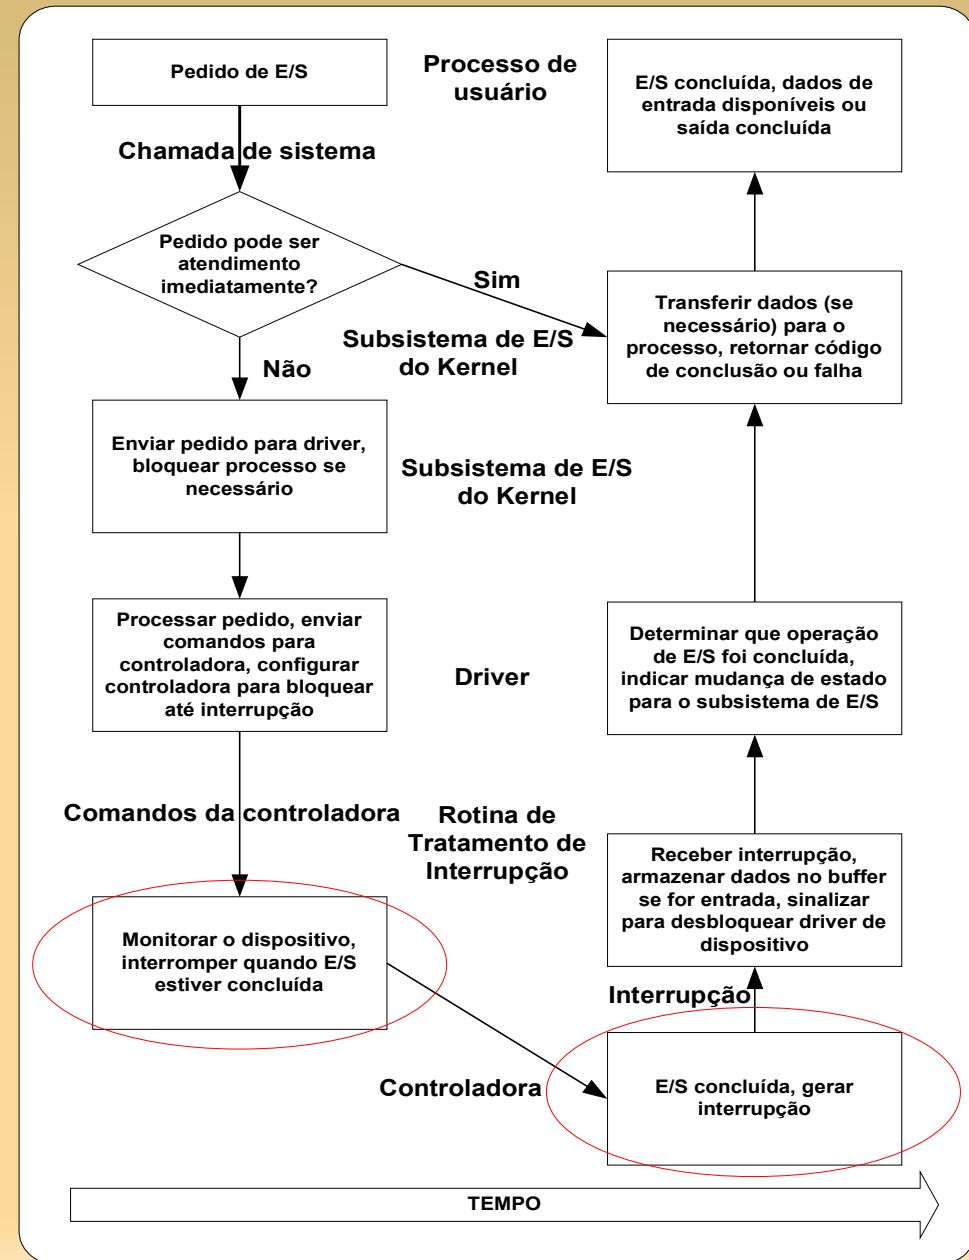 Pedido de E/S
Processo de
usuário
E/S concluída, dados de
entrada disponíveis ou
saída concluída
Chamada de sistema
Pedido pode ser
atendimento
imediatamente?
Sim
Transferir dados (se
necessário) para o
processo, retornar código
de conclusão ou falha
Subsistema de E/S
do Kernel
Não
Enviar pedido para driver,
bloquear processo se
necessário
Subsistema de E/S
do Kernel
Processar pedido, enviar
comandos para
controladora, configurar
controladora para bloquear
até interrupção
Driver
Determinar que operação
de E/S foi concluída,
indicar mudança de estado
para o subsistema de E/S
Comandos da controladora
Rotina de
Tratamento de
Interrupção
Receber interrupção,
armazenar dados no buffer
se for entrada, sinalizar
para desbloquear driver de
dispositivo
Monitorar o dispositivo,
interromper quando E/S
estiver concluída
Interrupção
Controladora
E/S concluída, gerar
interrupção
TEMPO